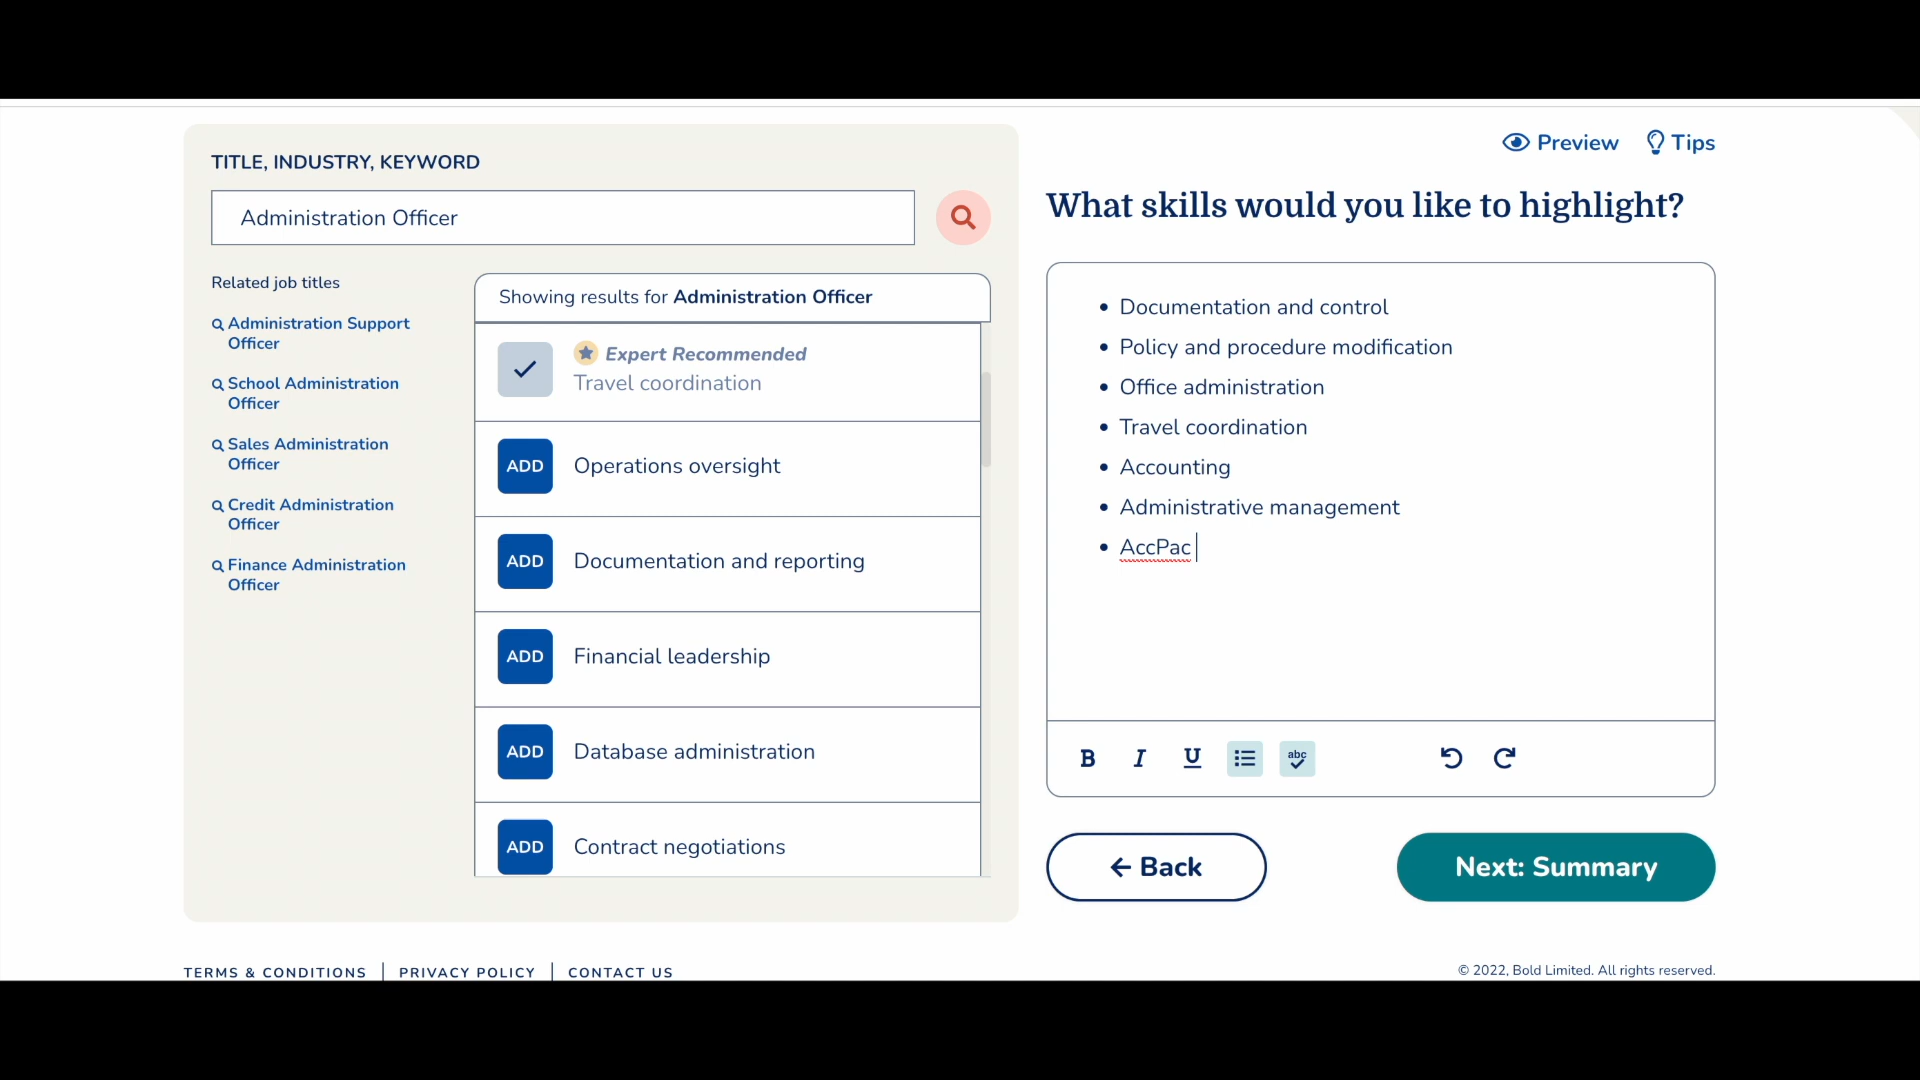 TITLE, INDUSTRY, KEYWORD
Administration Officer
Related job titles
Administration Support
Officer
School Administration
Officer
Sales Administration
Officer
Credit Administration
Officer
Finance Administration
Officer
Showing results for Administration Officer
Expert Recommended
Travel coordination
ADD Operations oversight
ADD Documentation and reporting
ADD Financial leadership
ADD Database administration
ADD Contract negotiations
Preview Tips
What skills would you like to highlight?
• Documentation and control
• Policy and procedure modification
• Office administration
• Travel coordination
• Accounting
• Administrative management
• AccPac
B I U abc
← Back Next: Summary
TERMS & CONDITIONS | PRIVACY POLICY | CONTACT US
© 2022, Bold Limited. All rights reserved.